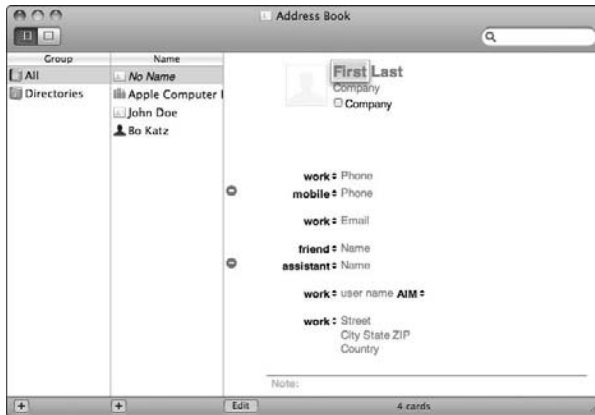 Address Book
Group
All
Directories
Name
No Name
Apple Computer
John Doe
Bo Katz
First Last
Company
Company
work Phone
mobile Phone
work Email
friend Name
assistant Name
work user name AIM
work Street
City State ZIP
Country
Note:
Edit
4 cards